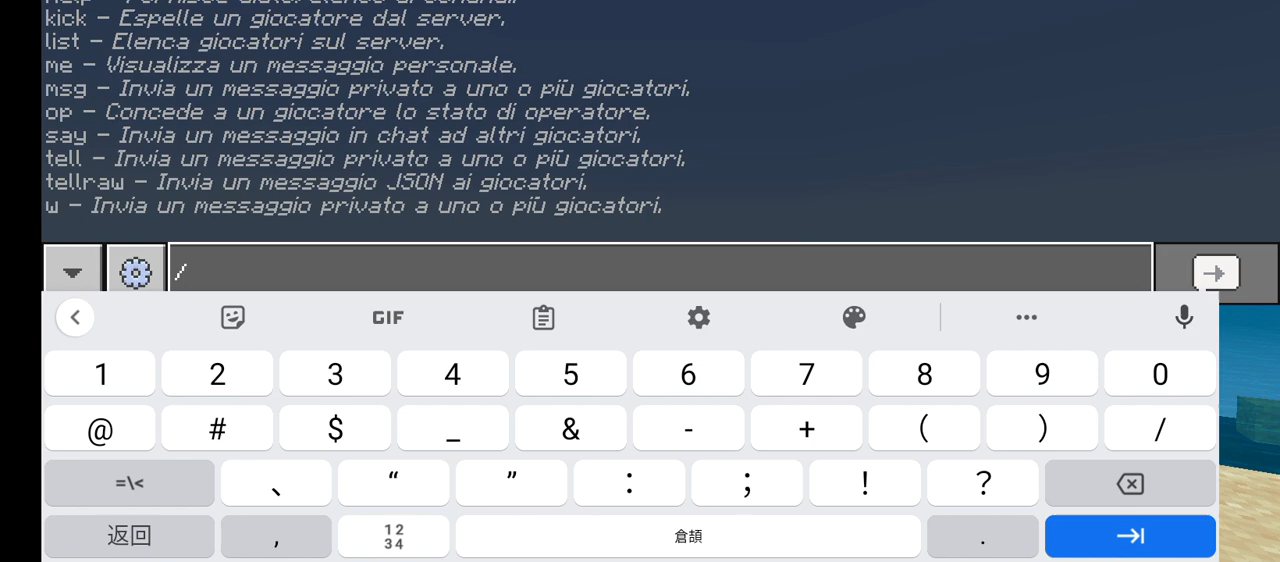 kick – Espelle un giocatore dal server.
list – Elenca giocatori sul server.
me – Visualizza un messaggio personale.
msg – Invia un messaggio privato a uno o più giocatori.
op – Concede a un giocatore lo stato di operatore.
say – Invia un messaggio in chat ad altri giocatori.
tell – Invia un messaggio privato a uno o più giocatori.
tellraw – Invia un messaggio JSON ai giocatori.
w – Invia un messaggio privato a uno o più giocatori.
/
GIF
1 2 3 4 5 6 7 8 9 0
@ # $ _ & - + ( ) /
=\< 、 “ ” : ; ! ?
返回 , 12 倉頡 .
34